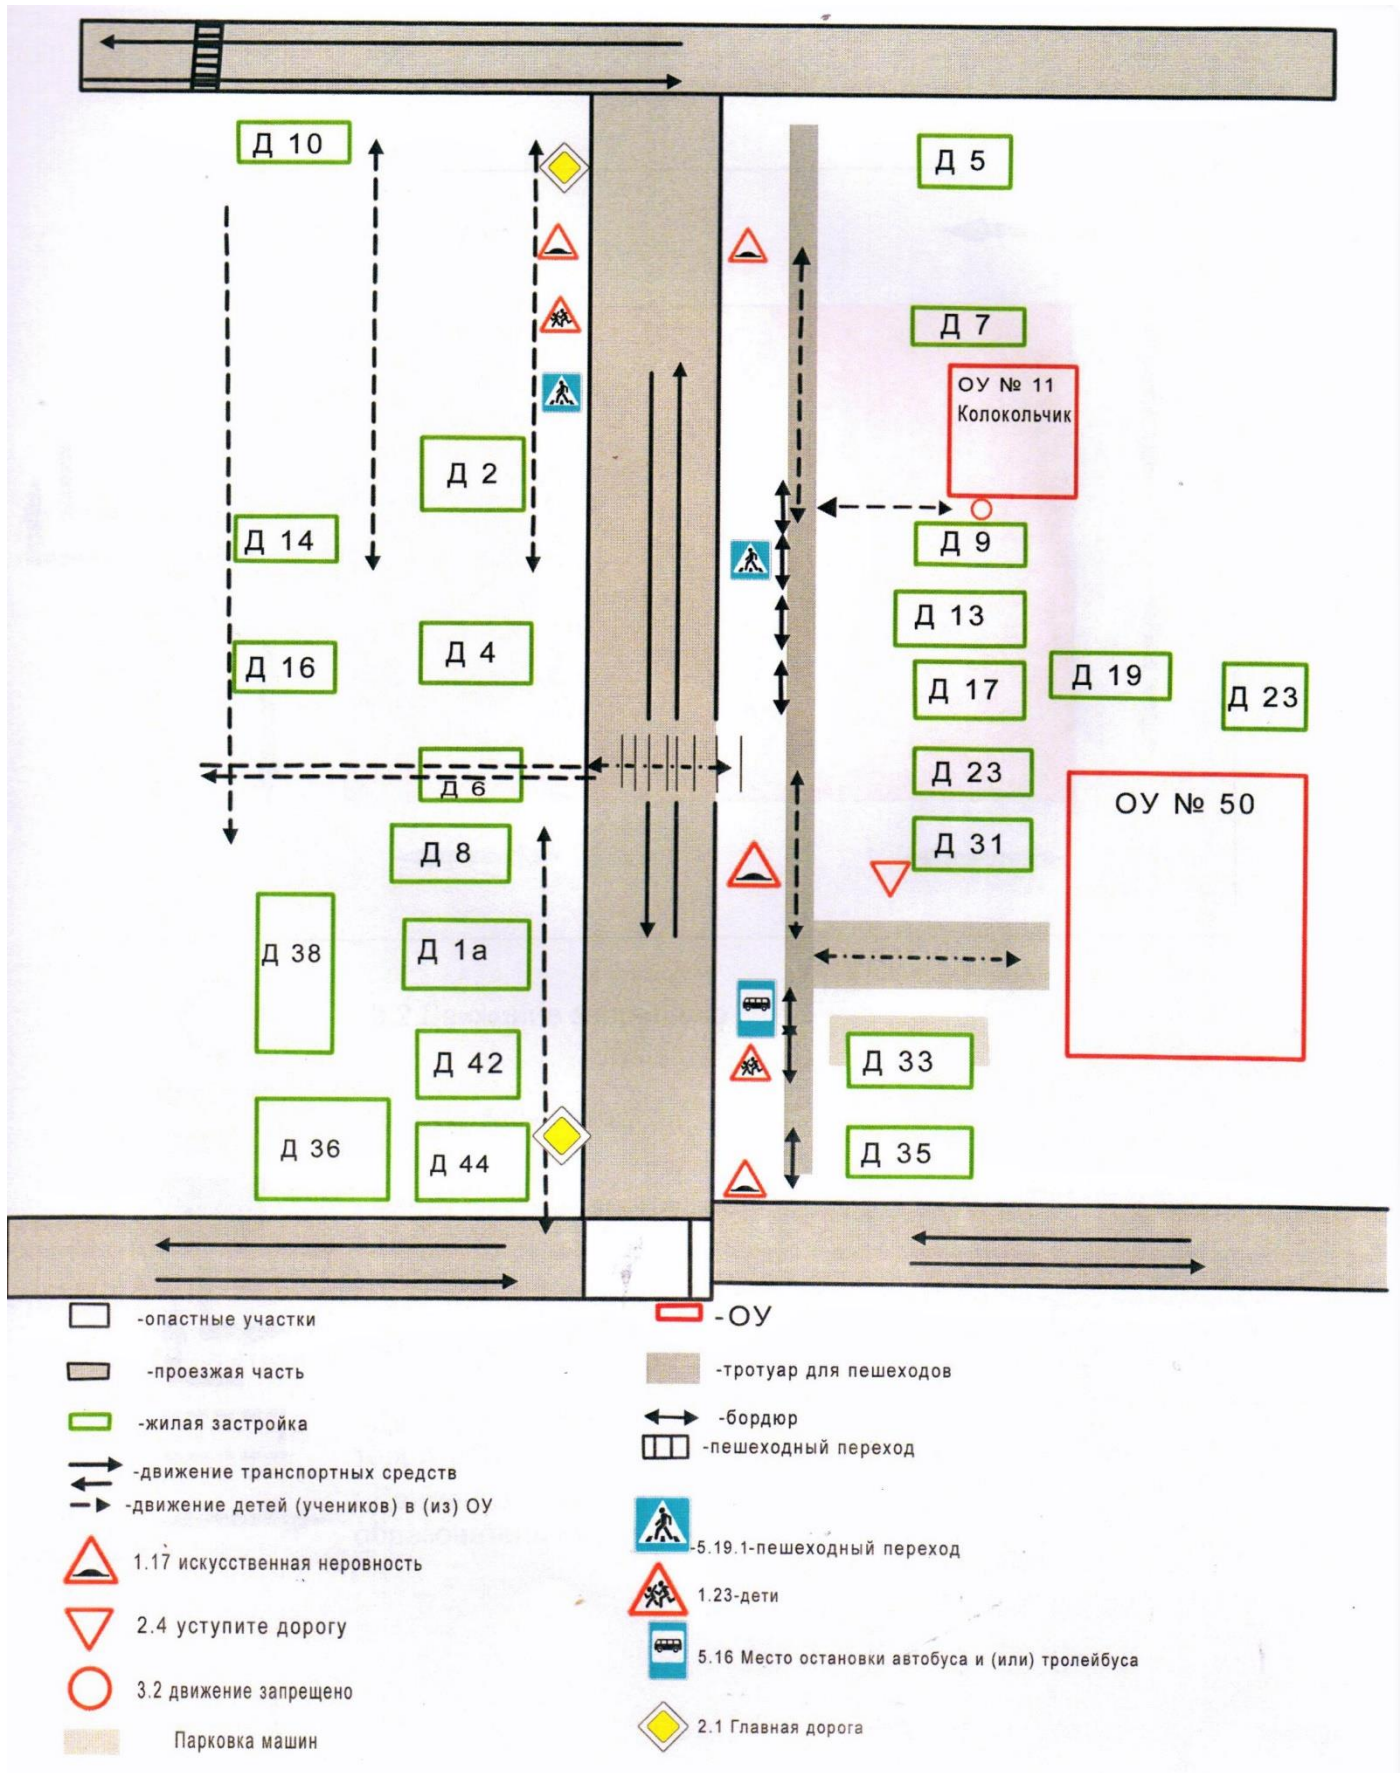 Д 10
Д 5
Д 7
ОУ № 11
Колокольчик
Д 2
Д 14
Д 9
Д 13
Д 4
Д 16
Д 17
Д 19
Д 23
Д 6
Д 23
ОУ № 50
Д 8
Д 31
Д 38
Д 1а
Д 42
Д 33
Д 36
Д 44
Д 35
-опастные участки
-проезжая часть
-жилая застройка
-движение транспортных средств
-движение детей (учеников) в (из) ОУ
1.17 искусственная неровность
2.4 уступите дорогу
3.2 движение запрещено
Парковка машин
-ОУ
-тротуар для пешеходов
-бордюр
-пешеходный переход
-5.19.1-пешеходный переход
1.23-дети
5.16 Место остановки автобуса и (или) тролейбуса
2.1 Главная дорога